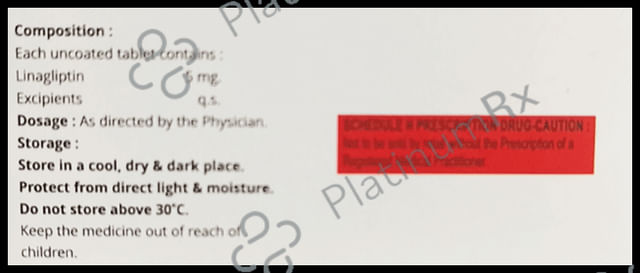 Composition :
Each uncoated tablet contains :
Linagliptin 5 mg.
Excipients q.s.
Dosage : As directed by the Physician.
Storage :
Store in a cool, dry & dark place.
Protect from direct light & moisture.
Do not store above 30°C.
Keep the medicine out of reach of
children.
SCHEDULE H PRESCRIPTION DRUG-CAUTION :
Not to be sold by retail without the Prescription of a
Registered Practitioner.
PlatinumRx